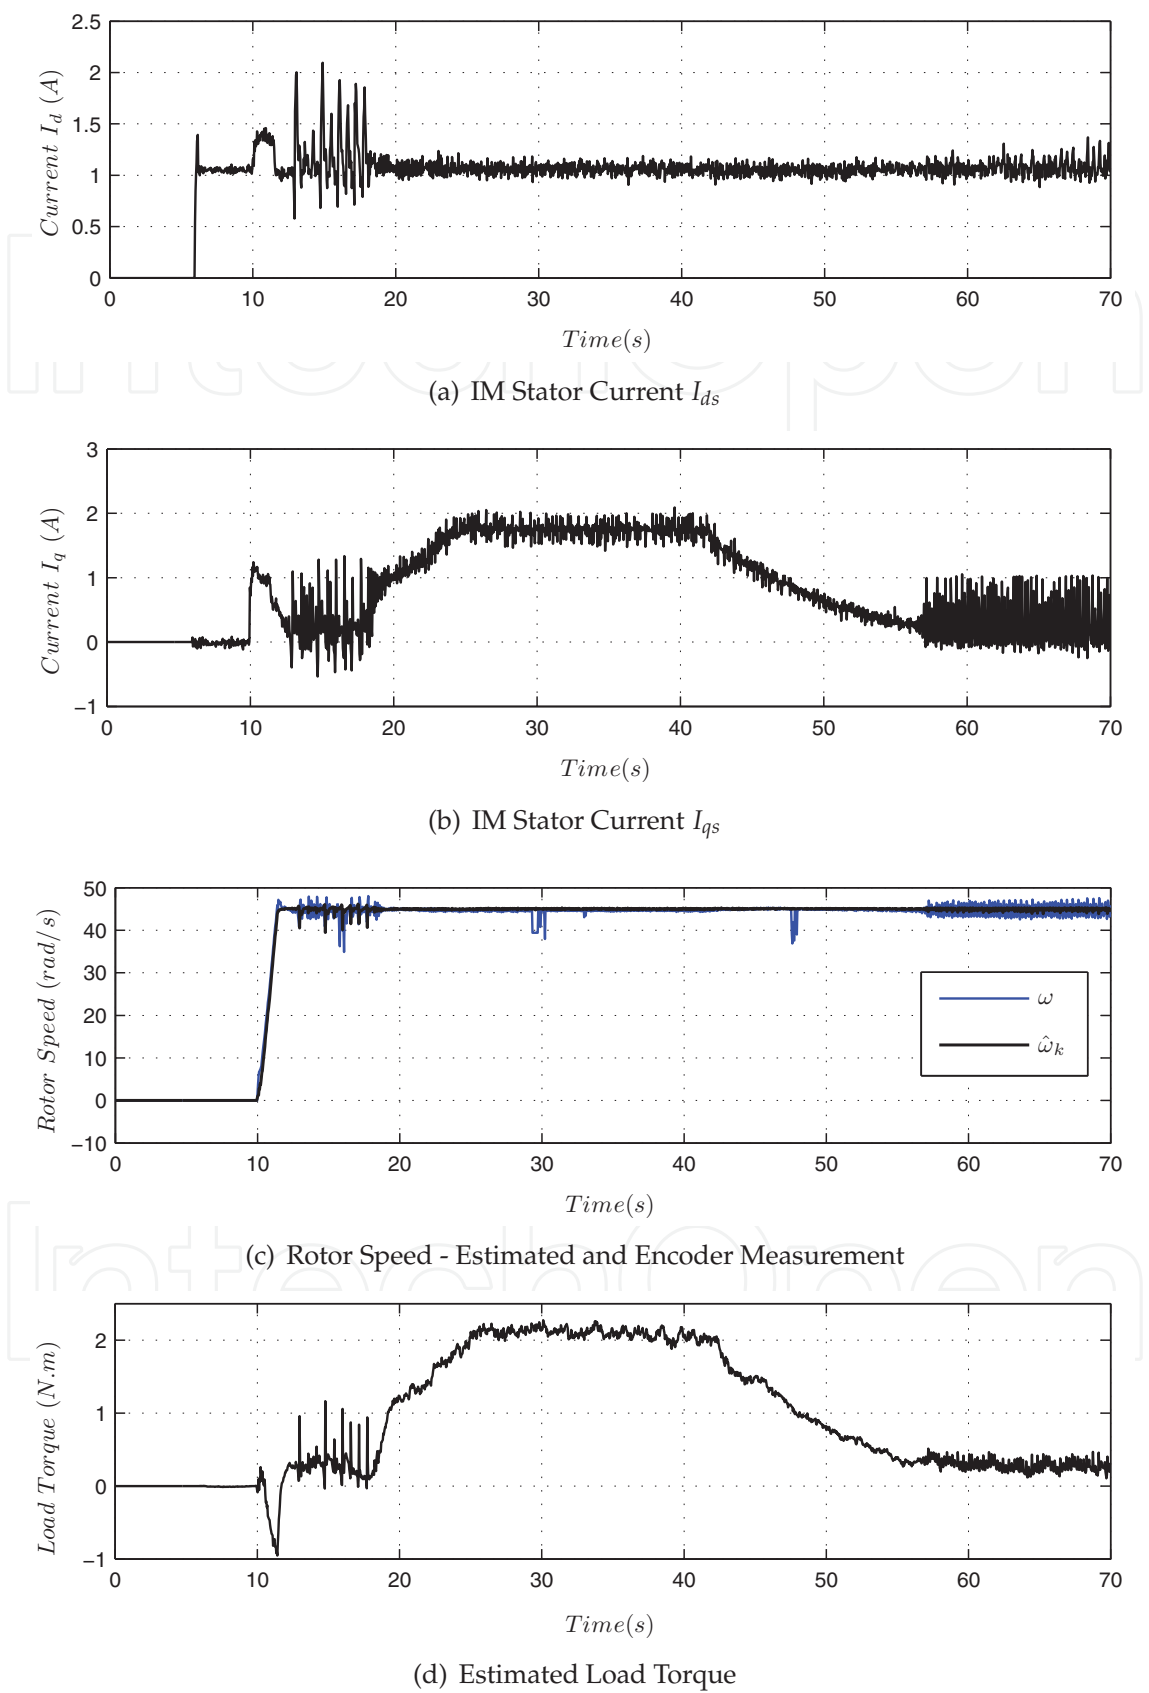 2.5
2
1.5
1
0.5
0
Current I_d (A)
0 10 20 30 40 50 60 70
Time(s)
(a) IM Stator Current I_ds
3
2
1
0
−1
Current I_q (A)
0 10 20 30 40 50 60 70
Time(s)
(b) IM Stator Current I_qs
50
40
30
20
10
0
−10
Rotor Speed (rad/s)
ω
ω̂_k
0 10 20 30 40 50 60 70
Time(s)
(c) Rotor Speed - Estimated and Encoder Measurement
2
1
0
−1
Load Torque (N.m)
0 10 20 30 40 50 60 70
Time(s)
(d) Estimated Load Torque
IntechOpen
IntechOpen